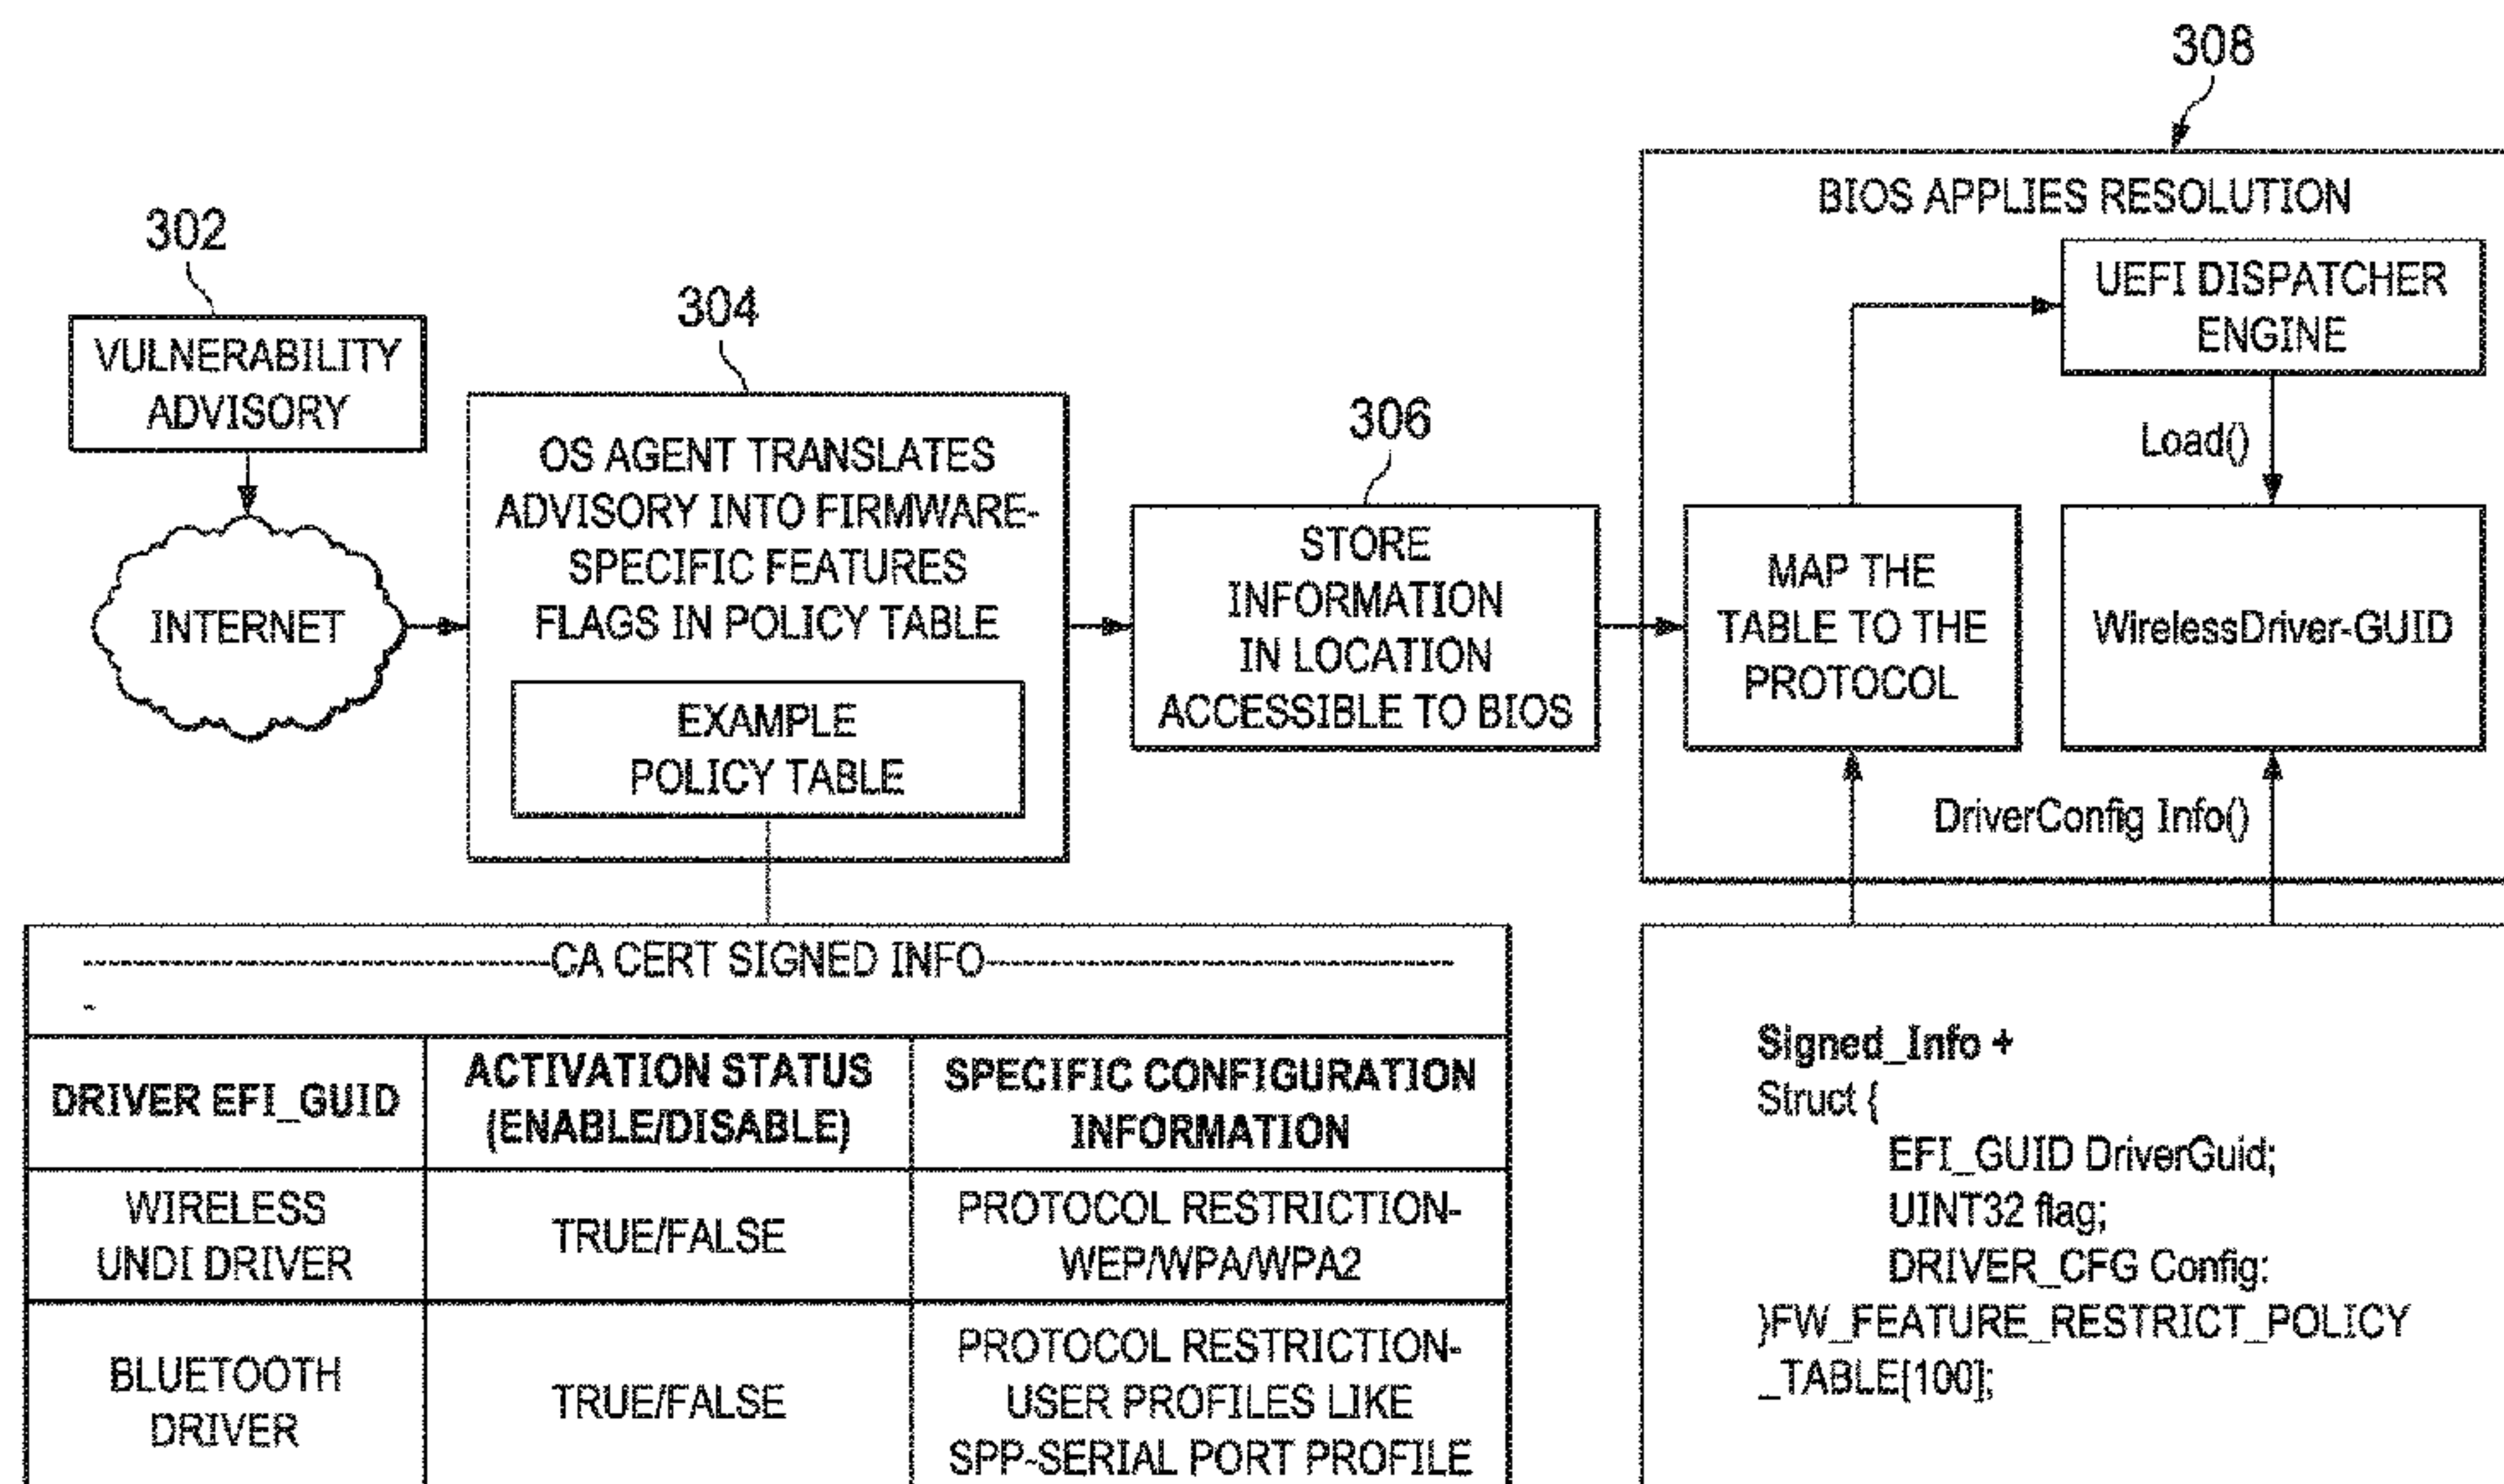 308
BIOS APPLIES RESOLUTION
302
UEFI DISPATCHER
ENGINE
304
VULNERABILITY
ADVISORY
306
Load()
OS AGENT TRANSLATES
ADVISORY INTO FIRMWARE-
SPECIFIC FEATURES
FLAGS IN POLICY TABLE
STORE
INFORMATION
IN LOCATION
ACCESSIBLE TO BIOS
MAP THE
TABLE TO THE
PROTOCOL
WirelessDriver-GUID
INTERNET
EXAMPLE
POLICY TABLE
DriverConfig Info()
-----CA CERT SIGNED INFO-----
-
DRIVER EFI_GUID
ACTIVATION STATUS
(ENABLE/DISABLE)
SPECIFIC CONFIGURATION
INFORMATION
WIRELESS
UNDI DRIVER
TRUE/FALSE
PROTOCOL RESTRICTION-
WEP/WPA/WPA2
BLUETOOTH
DRIVER
TRUE/FALSE
PROTOCOL RESTRICTION-
USER PROFILES LIKE
SPP-SERIAL PORT PROFILE
Signed_Info +
Struct {
EFI_GUID DriverGuid;
UINT32 flag;
DRIVER_CFG Config:
}FW_FEATURE_RESTRICT_POLICY
_TABLE[100];